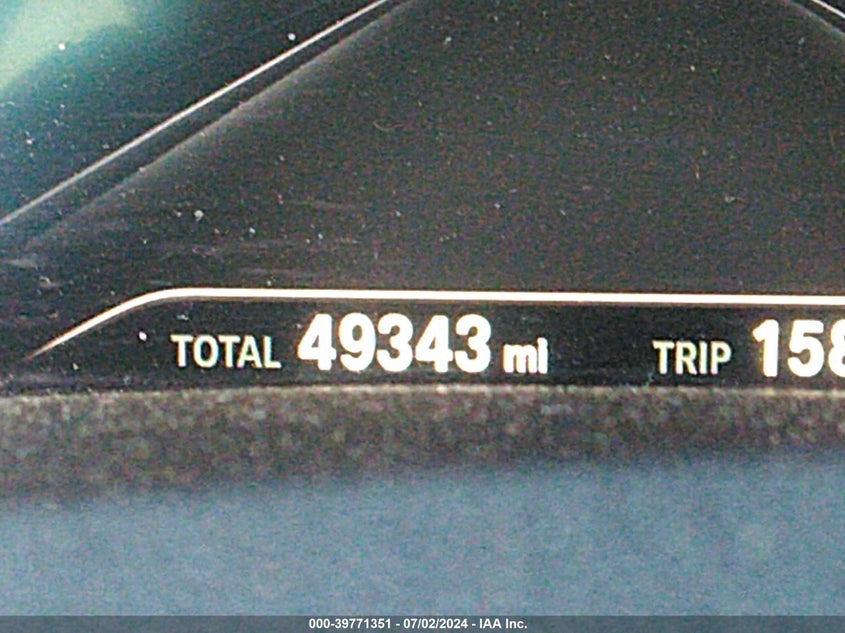 TOTAL 49343 mi TRIP 158
000-39771351 - 07/02/2024 - IAA Inc.